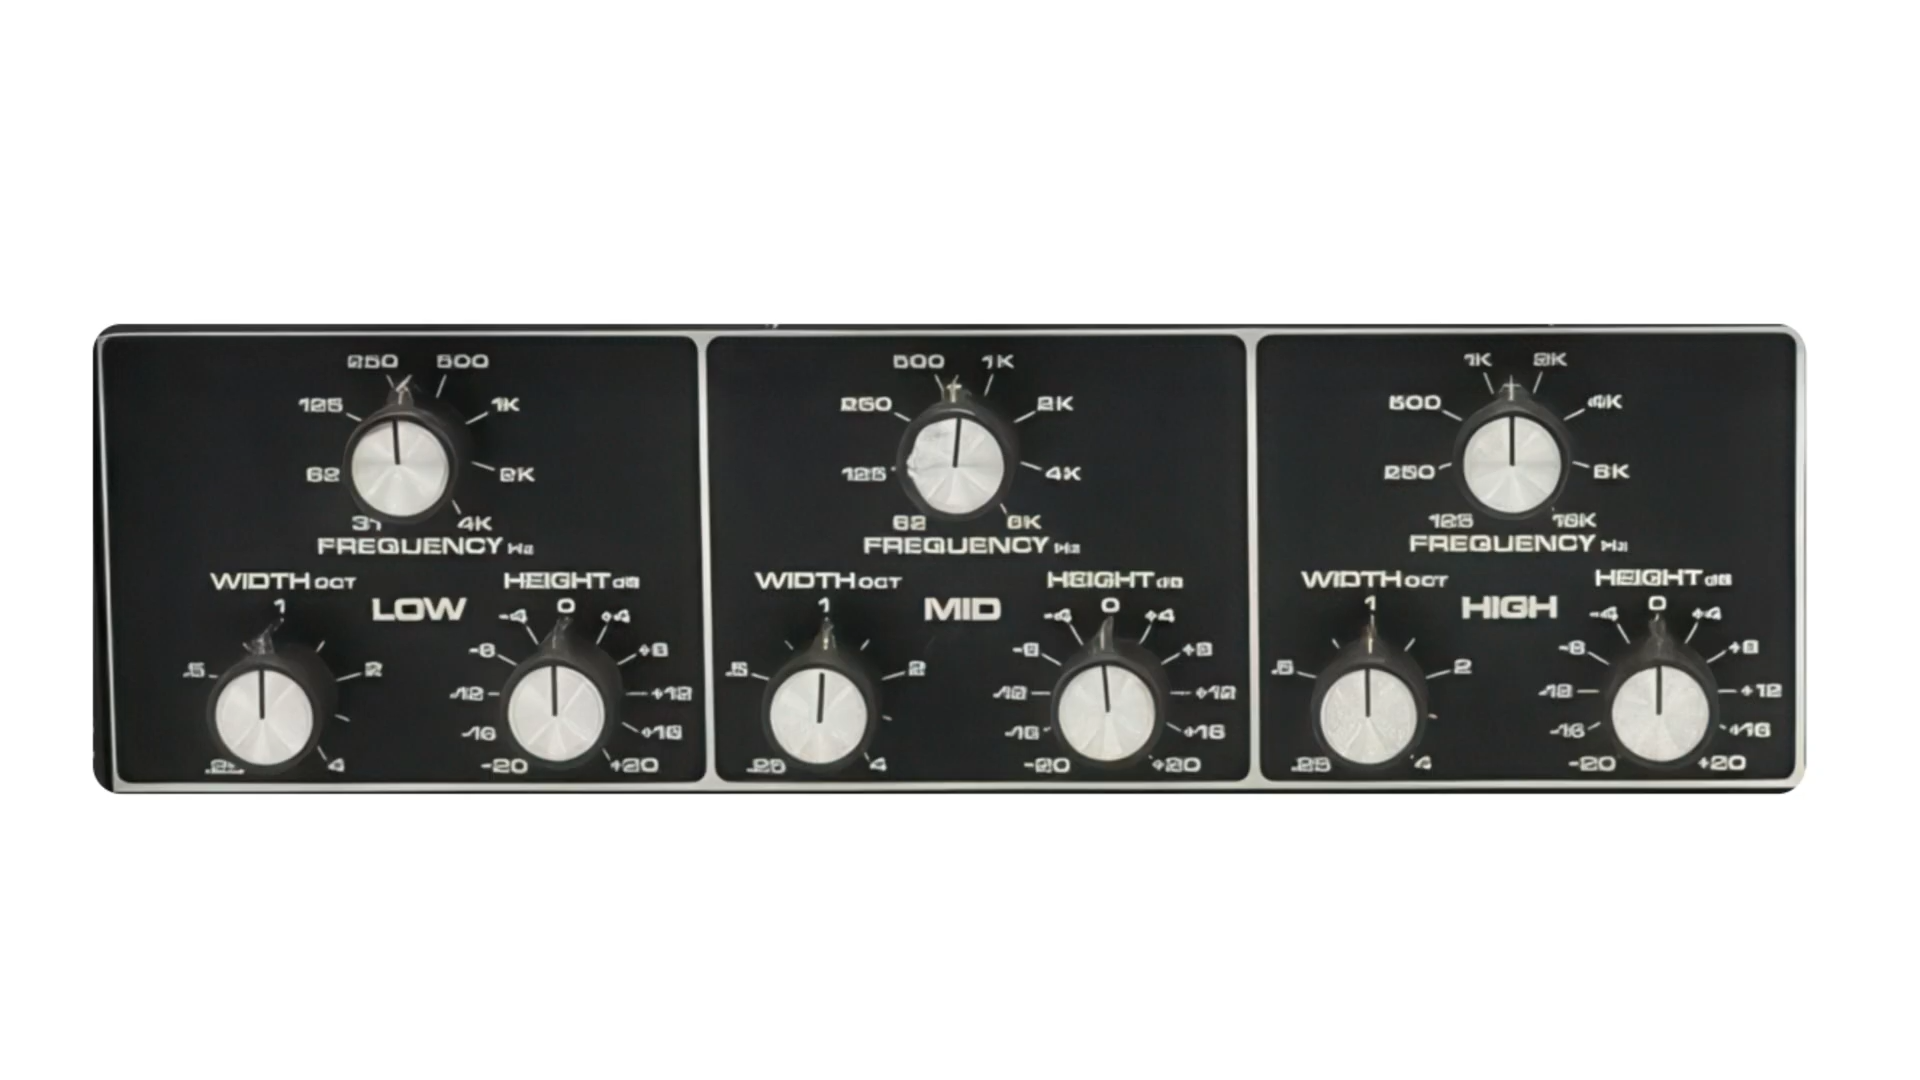 250 500
125 1K
62 2K
31 4K
FREQUENCY Hz
WIDTH OCT
1
.5 2
4
LOW
HEIGHT dB
0
-4 +4
-8 +8
-12 +12
-16 +16
-20 +20
500 1K
250 2K
125 4K
62 8K
FREQUENCY Hz
WIDTH OCT
1
.5 2
.25 4
MID
HEIGHT dB
0
-4 +4
-8 +8
-12 +12
-16 +16
-20 +20
1K 2K
500 4K
250 8K
125 16K
FREQUENCY Hz
WIDTH OCT
1
.5 2
.25 4
HIGH
HEIGHT dB
0
-4 +4
-8 +8
-12 +12
-16 +16
-20 +20